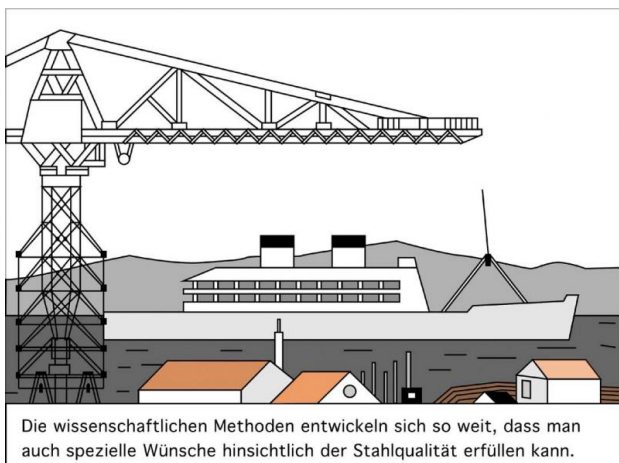 Die wissenschaftlichen Methoden entwickeln sich so weit, dass man
auch spezielle Wünsche hinsichtlich der Stahlqualität erfüllen kann.